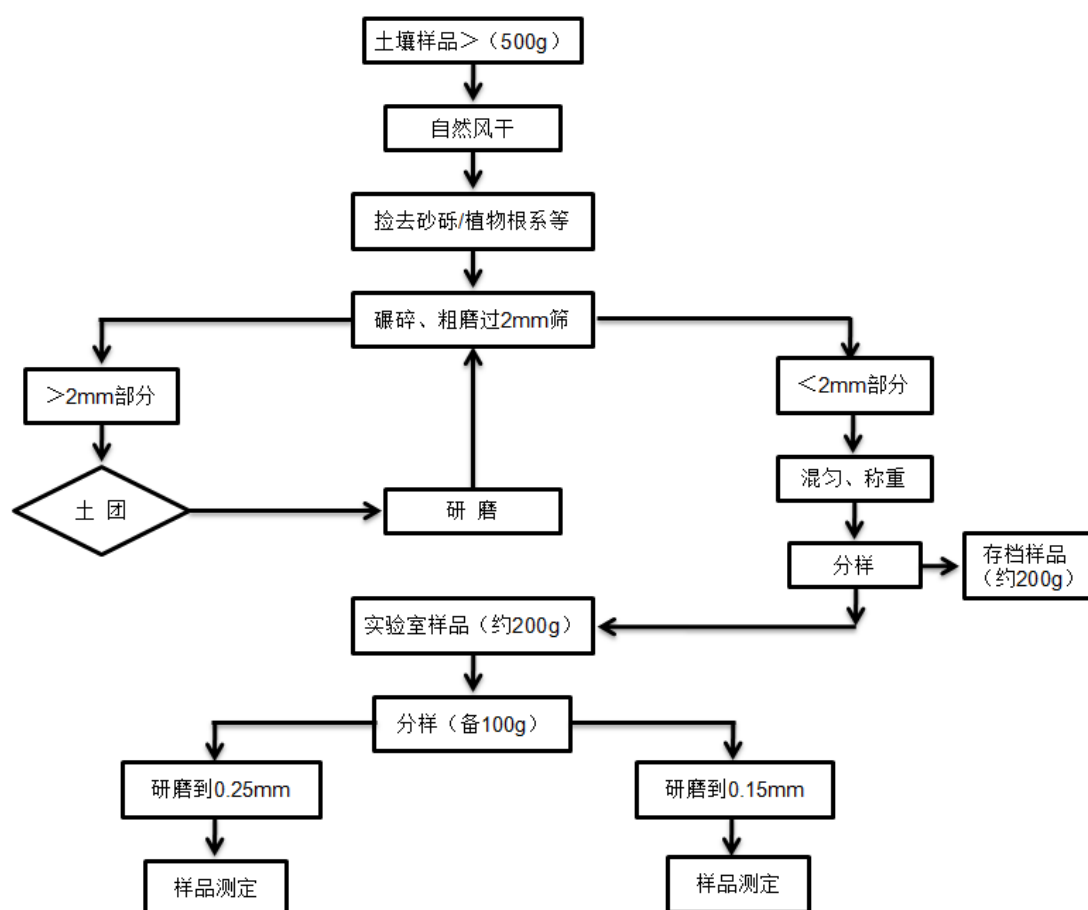 土壤样品＞（500g）
自然风干
捡去砂砾/植物根系等
碾碎、粗磨过2mm筛
＞2mm部分
＜2mm部分
土 团
研 磨
混匀、称重
分样
存档样品
（约200g）
实验室样品（约200g）
分样（备100g）
研磨到0.25mm
研磨到0.15mm
样品测定
样品测定